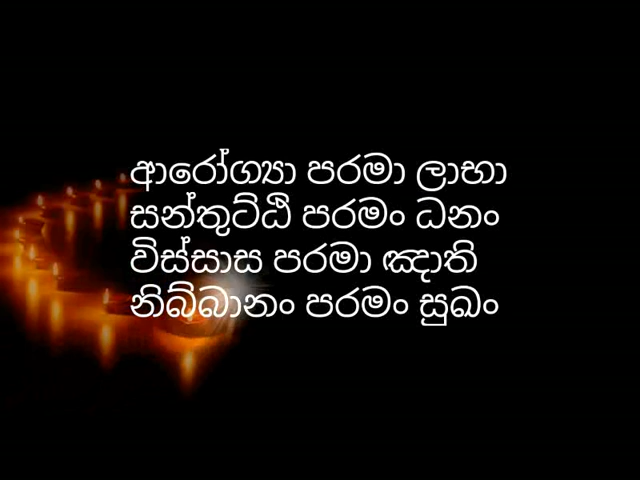 ආරෝග්‍යා පරමා ලාභා
සන්තුට්ඨි පරමං ධනං
විස්සාස පරමා ඤාති
නිබ්බානං පරමං සුඛං